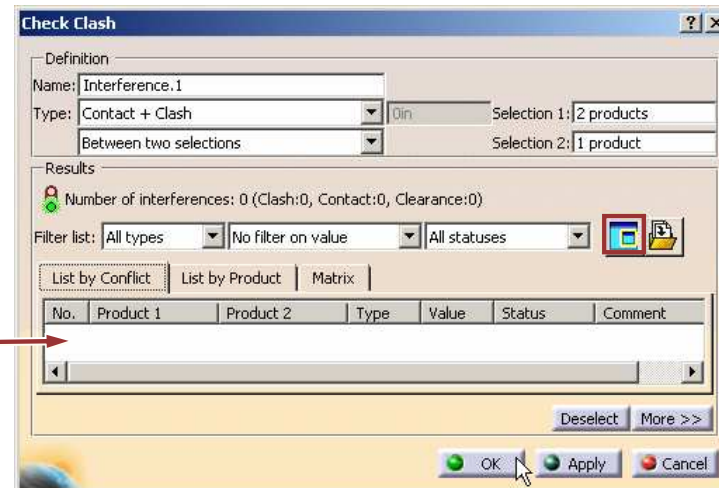 Check Clash
Definition
Name: Interference.1
Type: Contact + Clash 0in Selection 1: 2 products
Between two selections Selection 2: 1 product
Results
Number of interferences: 0 (Clash:0, Contact:0, Clearance:0)
Filter list: All types No filter on value All statuses
List by Conflict List by Product Matrix
No. Product 1 Product 2 Type Value Status Comment
Deselect More >>
OK Apply Cancel